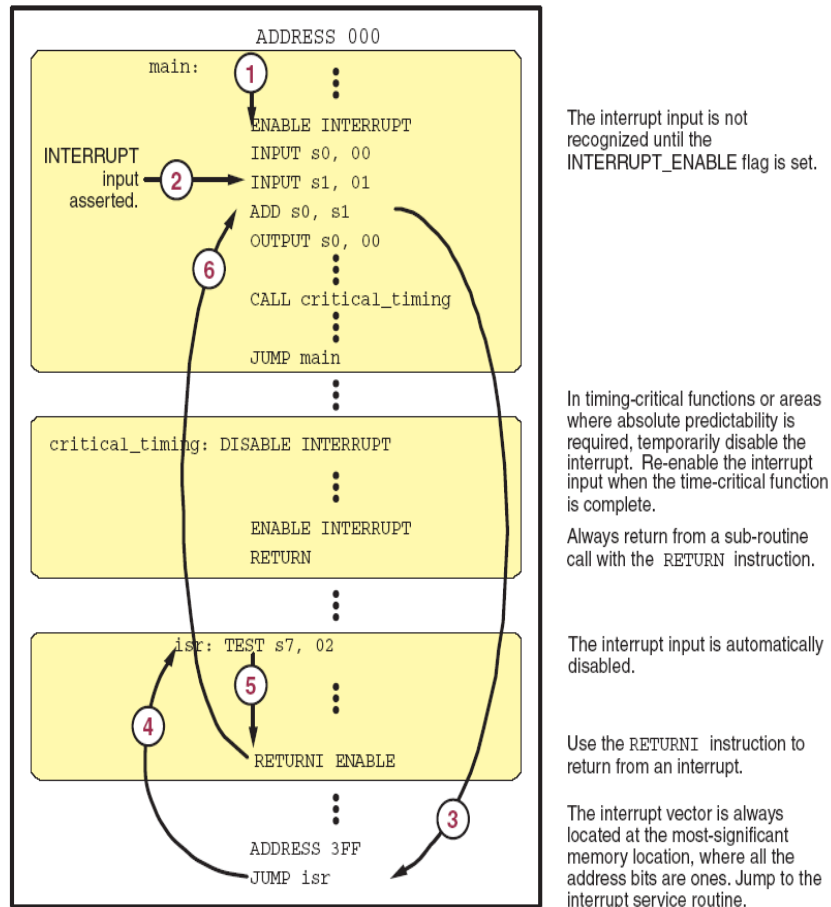 ADDRESS 000
main:
1
ENABLE INTERRUPT
INPUT s0, 00
INTERRUPT
input
asserted.
2
INPUT s1, 01
ADD s0, s1
OUTPUT s0, 00
6
CALL critical_timing
JUMP main
The interrupt input is not
recognized until the
INTERRUPT_ENABLE flag is set.
critical_timing: DISABLE INTERRUPT
ENABLE INTERRUPT
RETURN
In timing-critical functions or areas
where absolute predictability is
required, temporarily disable the
interrupt. Re-enable the interrupt
input when the time-critical function
is complete.
Always return from a sub-routine
call with the RETURN instruction.
isr: TEST s7, 02
5
4
RETURNI ENABLE
The interrupt input is automatically
disabled.
Use the RETURNI instruction to
return from an interrupt.
3
ADDRESS 3FF
JUMP isr
The interrupt vector is always
located at the most-significant
memory location, where all the
address bits are ones. Jump to the
interrupt service routine.